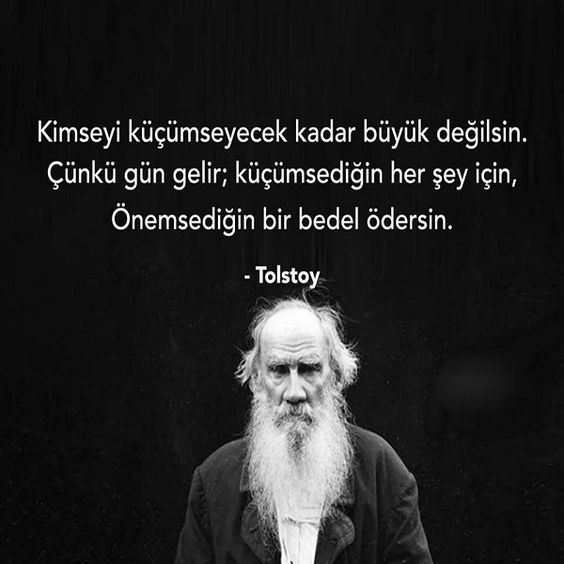 Kimseyi küçümseyecek kadar büyük değilsin.
Çünkü gün gelir; küçümsediğin her şey için,
Önemsediğin bir bedel ödersin.
- Tolstoy